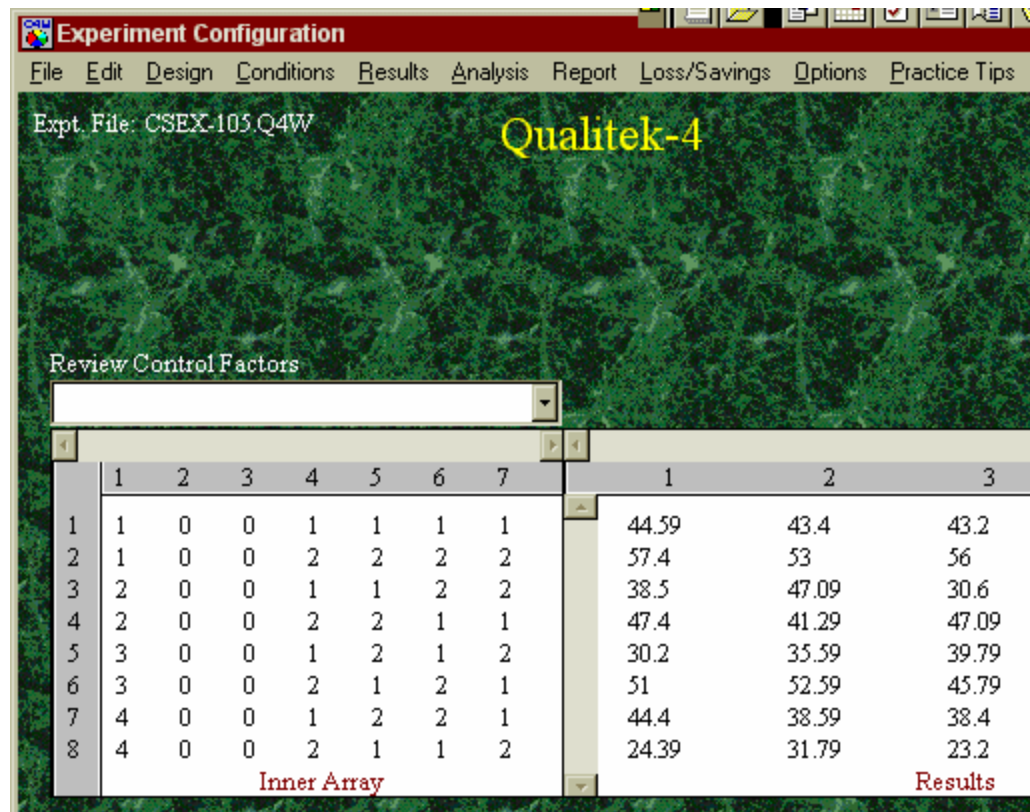 Experiment Configuration
File Edit Design Conditions Results Analysis Report Loss/Savings Options Practice Tips
Expt. File: CSEX-105.Q4W
Qualitek-4
Review Control Factors
1 2 3 4 5 6 7 1 2 3
1 1 0 0 1 1 1 1 44.59 43.4 43.2
2 1 0 0 2 2 2 2 57.4 53 56
3 2 0 0 1 1 2 2 38.5 47.09 30.6
4 2 0 0 2 2 1 1 47.4 41.29 47.09
5 3 0 0 1 2 1 2 30.2 35.59 39.79
6 3 0 0 2 1 2 1 51 52.59 45.79
7 4 0 0 1 2 2 1 44.4 38.59 38.4
8 4 0 0 2 1 1 2 24.39 31.79 23.2
Inner Array Results